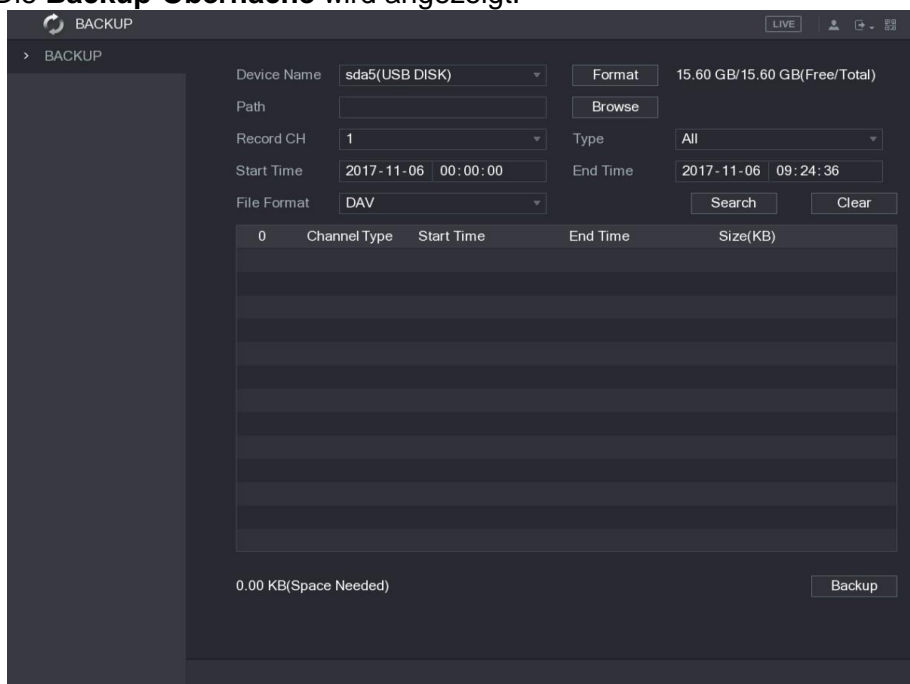 Die Backup-Oberfläche wird angezeigt.
BACKUP LIVE
> BACKUP
Device Name sda5(USB DISK) Format 15.60 GB/15.60 GB(Free/Total)
Path Browse
Record CH 1 Type All
Start Time 2017-11-06 00:00:00 End Time 2017-11-06 09:24:36
File Format DAV Search Clear
0 Channel Type Start Time End Time Size(KB)
0.00 KB(Space Needed) Backup